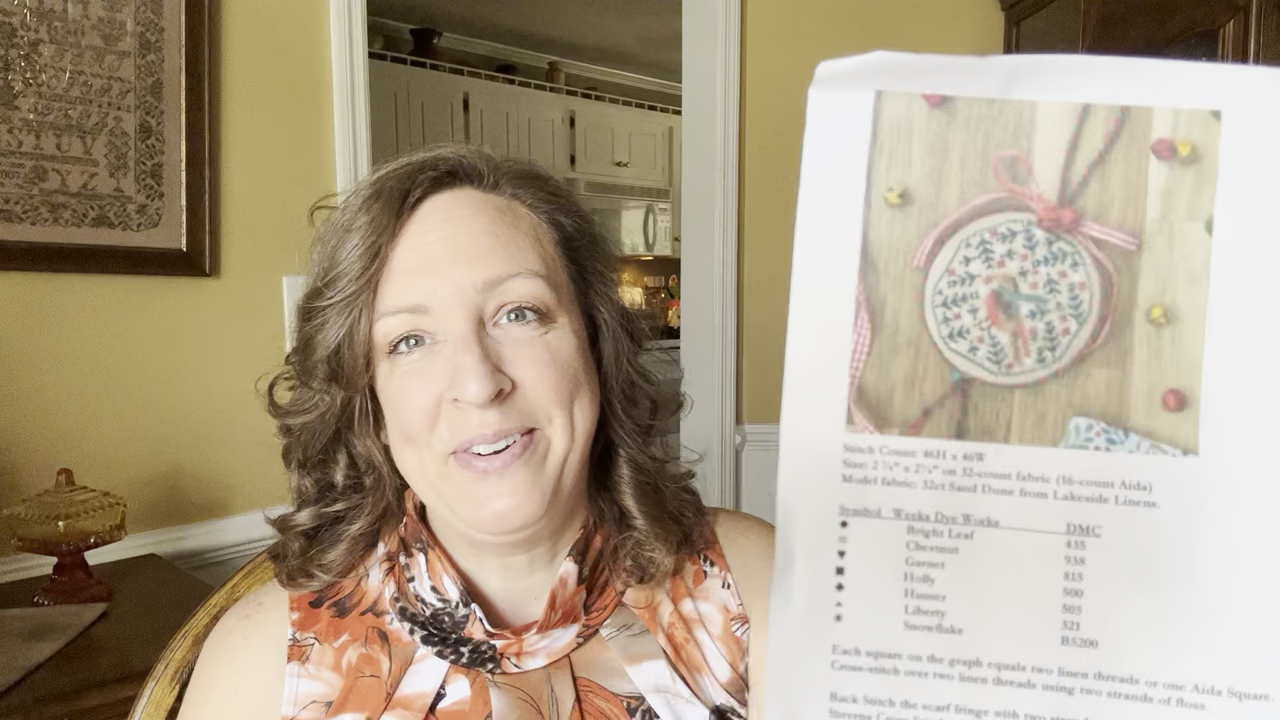 Stitch Count: 46H x 46W
Size: 2 ⅞" x 2⅞" on 32-count fabric (16-count Aida)
Model fabric: 32ct Sand Dune from Lakeside Linens.
Symbol Weeks Dye Works DMC
Bright Leaf 435
Chestnut 938
Garnet 815
Holly 500
Hunter 505
Liberty 321
Snowflake B5200
Each square on the graph equals two linen threads or one Aida Square.
Cross-stitch over two linen threads using two strands of floss.
Back Stitch the scarf fringe with two